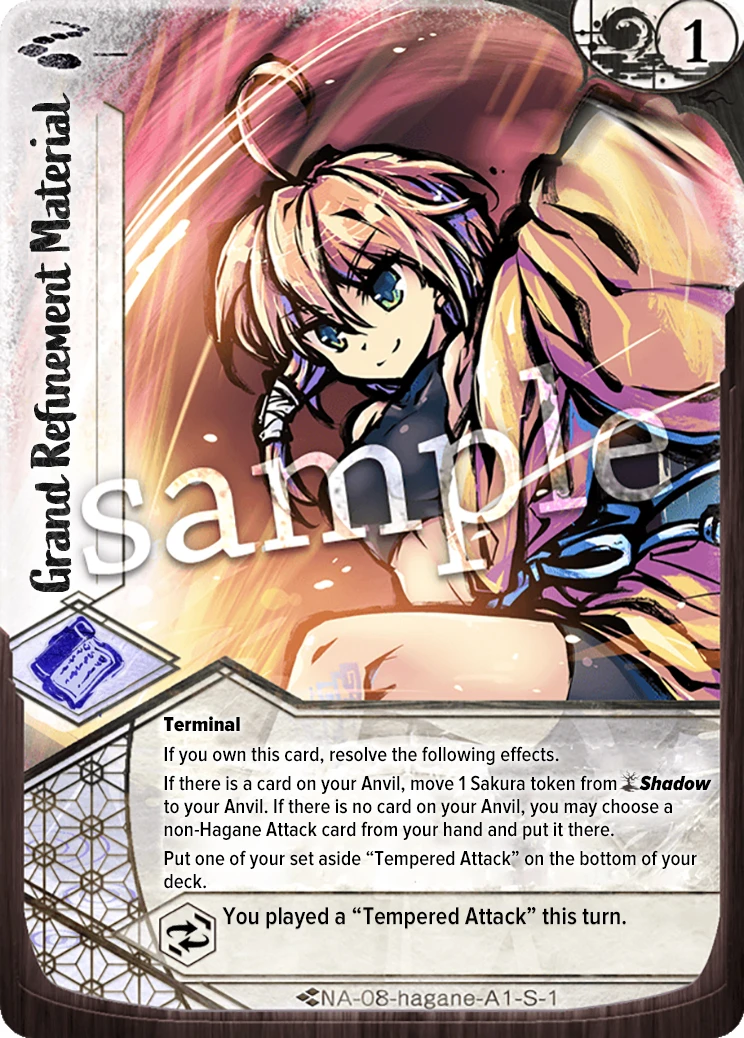 1
Grand Refinement Material
sample
Terminal
If you own this card, resolve the following effects.
If there is a card on your Anvil, move 1 Sakura token from Shadow
to your Anvil. If there is no card on your Anvil, you may choose a
non-Hagane Attack card from your hand and put it there.
Put one of your set aside “Tempered Attack” on the bottom of your
deck.
You played a “Tempered Attack” this turn.
NA-08-hagane-A1-S-1